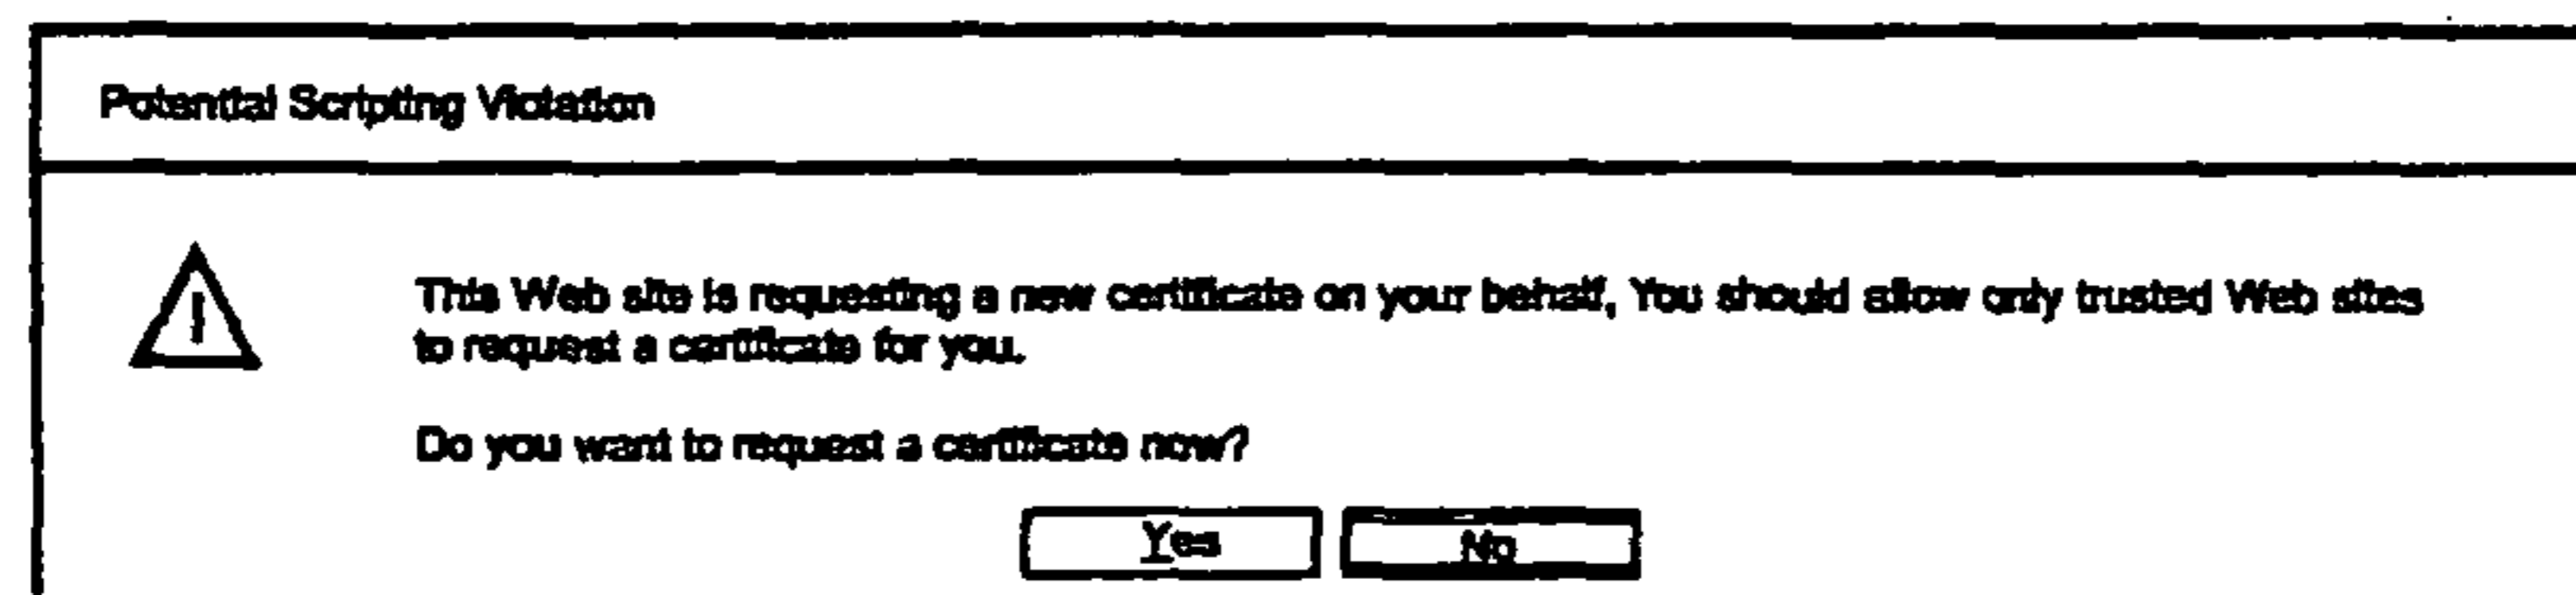 Potential Scripting Violation
This Web site is requesting a new certificate on your behalf, You should allow only trusted Web sites
to request a certificate for you.
Do you want to request a certificate now?
Yes No